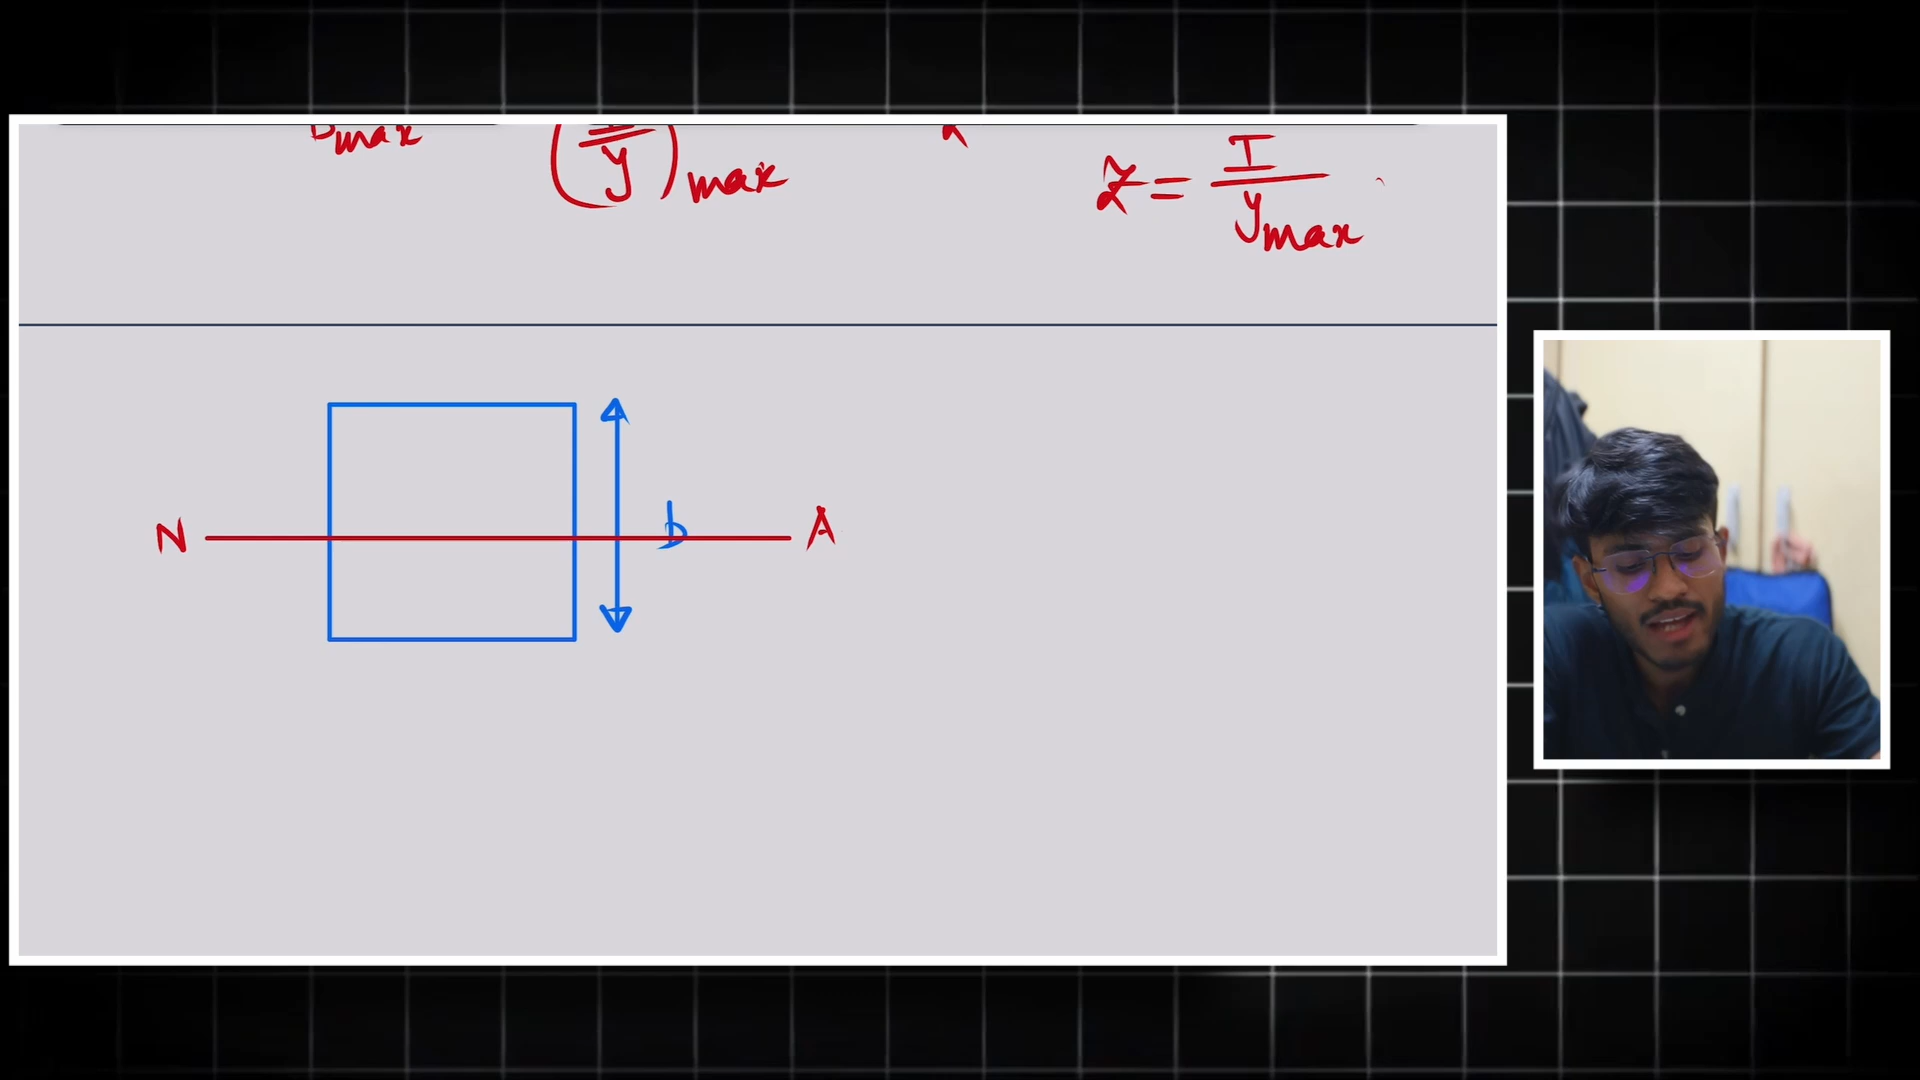 max (I/y)max
Z = I/ymax
b
N A